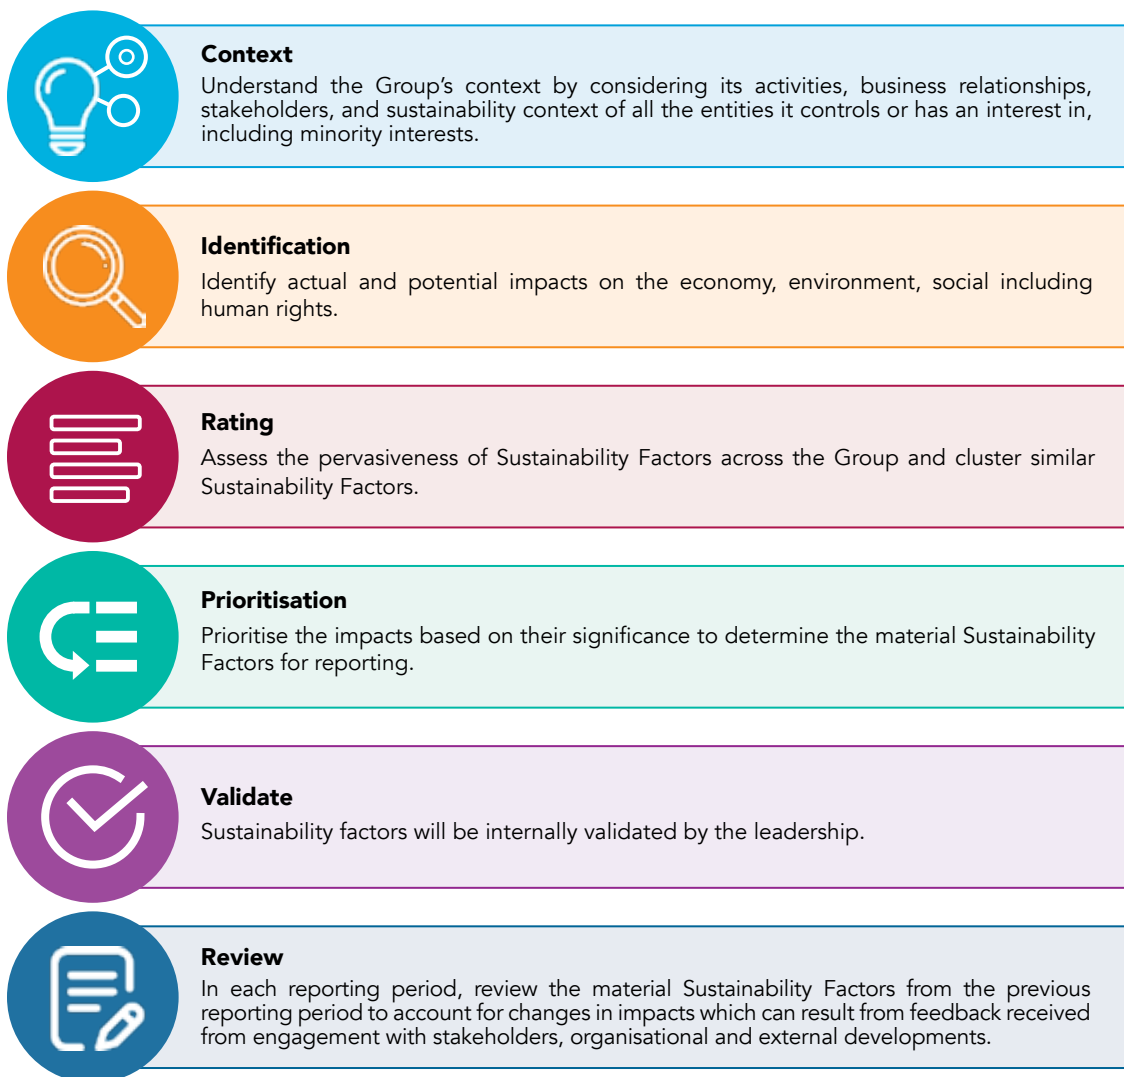 Context
Understand the Group's context by considering its activities, business relationships,
stakeholders, and sustainability context of all the entities it controls or has an interest in,
including minority interests.
Identification
Identify actual and potential impacts on the economy, environment, social including
human rights.
Rating
Assess the pervasiveness of Sustainability Factors across the Group and cluster similar
Sustainability Factors.
Prioritisation
Prioritise the impacts based on their significance to determine the material Sustainability
Factors for reporting.
Validate
Sustainability factors will be internally validated by the leadership.
Review
In each reporting period, review the material Sustainability Factors from the previous
reporting period to account for changes in impacts which can result from feedback received
from engagement with stakeholders, organisational and external developments.